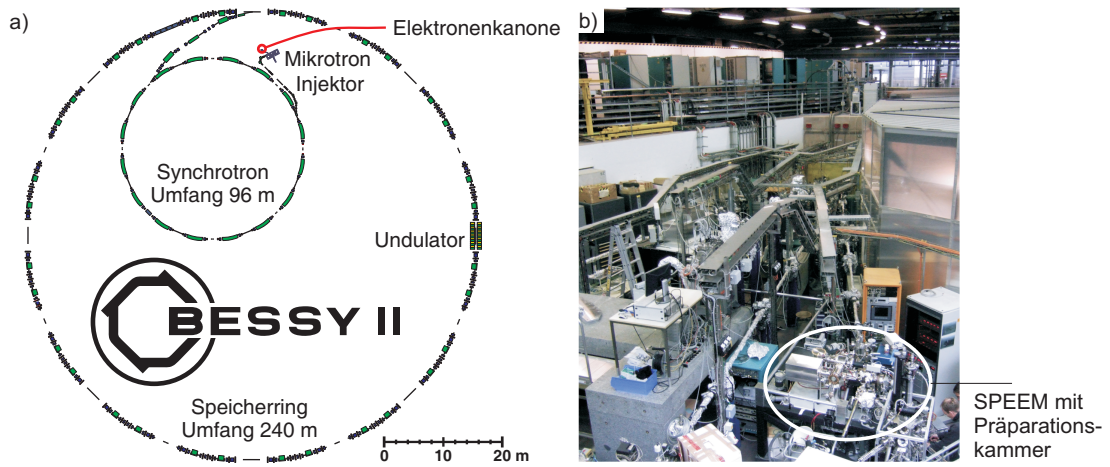 a)
Elektronenkanone
Mikrotron
Injektor
Synchrotron
Umfang 96 m
Undulator
BESSY II
Speicherring
Umfang 240 m
0 10 20 m
b)
SPEEM mit
Präparations-
kammer